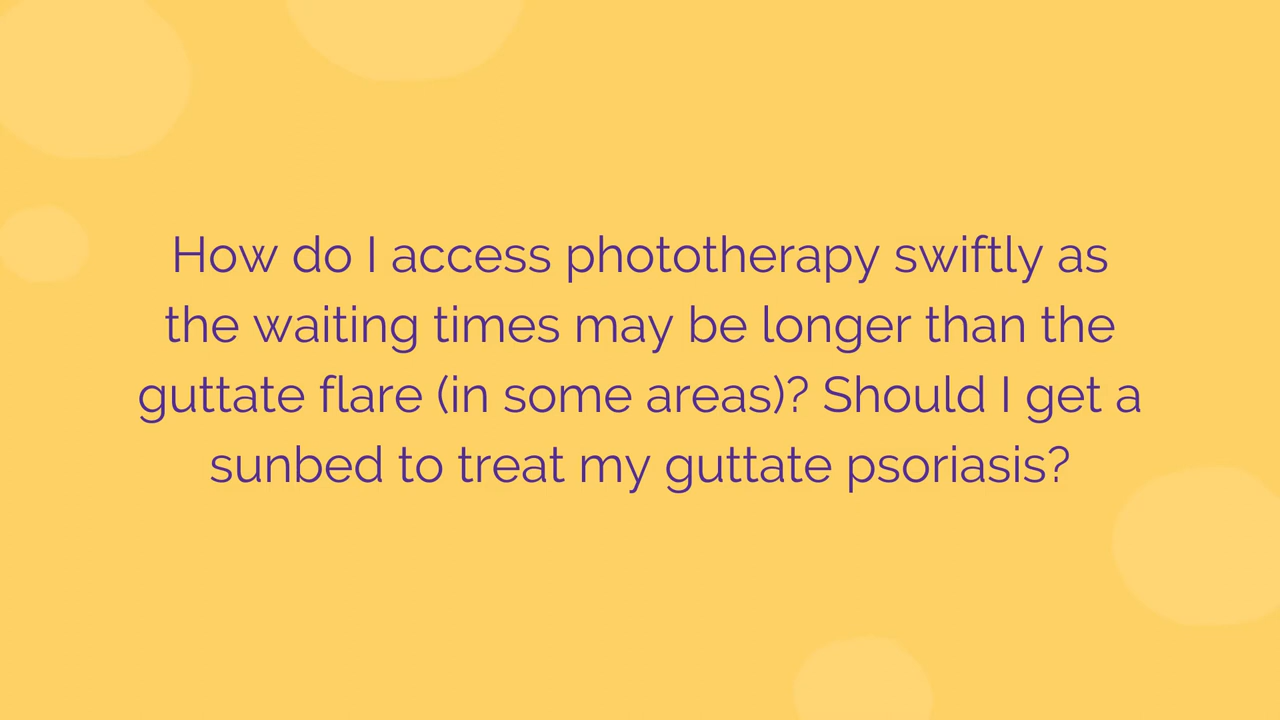 How do I access phototherapy swiftly as
the waiting times may be longer than the
guttate flare (in some areas)? Should I get a
sunbed to treat my guttate psoriasis?